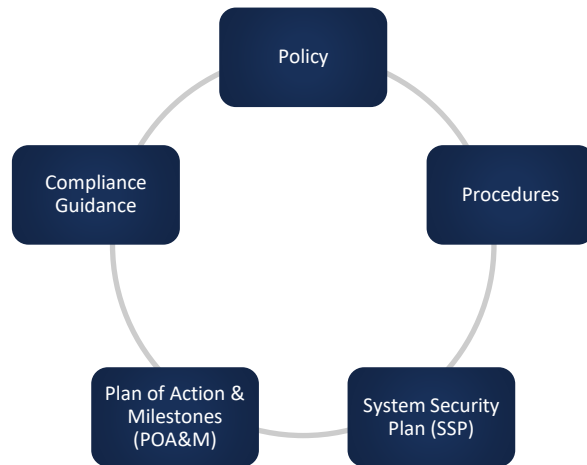 Policy
Procedures
System Security
Plan (SSP)
Plan of Action &
Milestones
(POA&M)
Compliance
Guidance